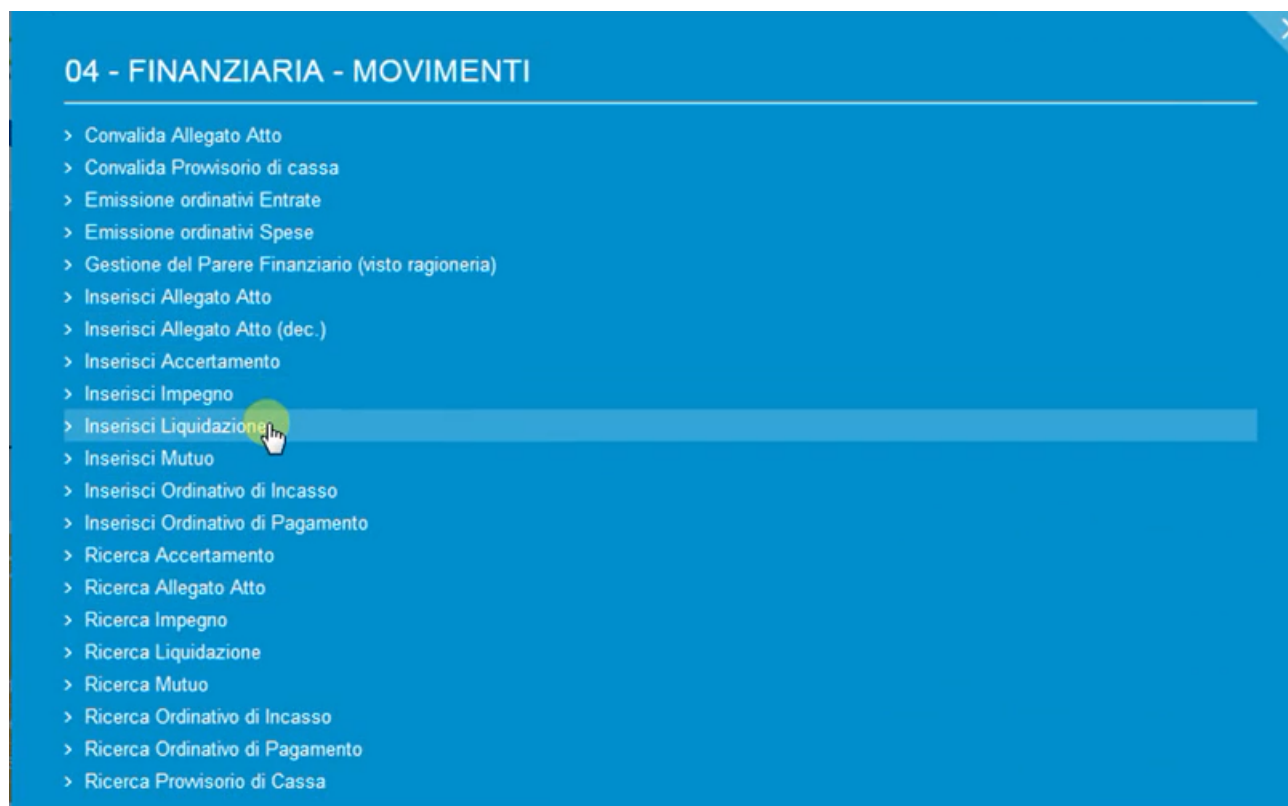 04 - FINANZIARIA - MOVIMENTI
> Convalida Allegato Atto
> Convalida Provvisorio di cassa
> Emissione ordinativi Entrate
> Emissione ordinativi Spese
> Gestione del Parere Finanziario (visto ragioneria)
> Inserisci Allegato Atto
> Inserisci Allegato Atto (dec.)
> Inserisci Accertamento
> Inserisci Impegno
> Inserisci Liquidazione
> Inserisci Mutuo
> Inserisci Ordinativo di Incasso
> Inserisci Ordinativo di Pagamento
> Ricerca Accertamento
> Ricerca Allegato Atto
> Ricerca Impegno
> Ricerca Liquidazione
> Ricerca Mutuo
> Ricerca Ordinativo di Incasso
> Ricerca Ordinativo di Pagamento
> Ricerca Provvisorio di Cassa